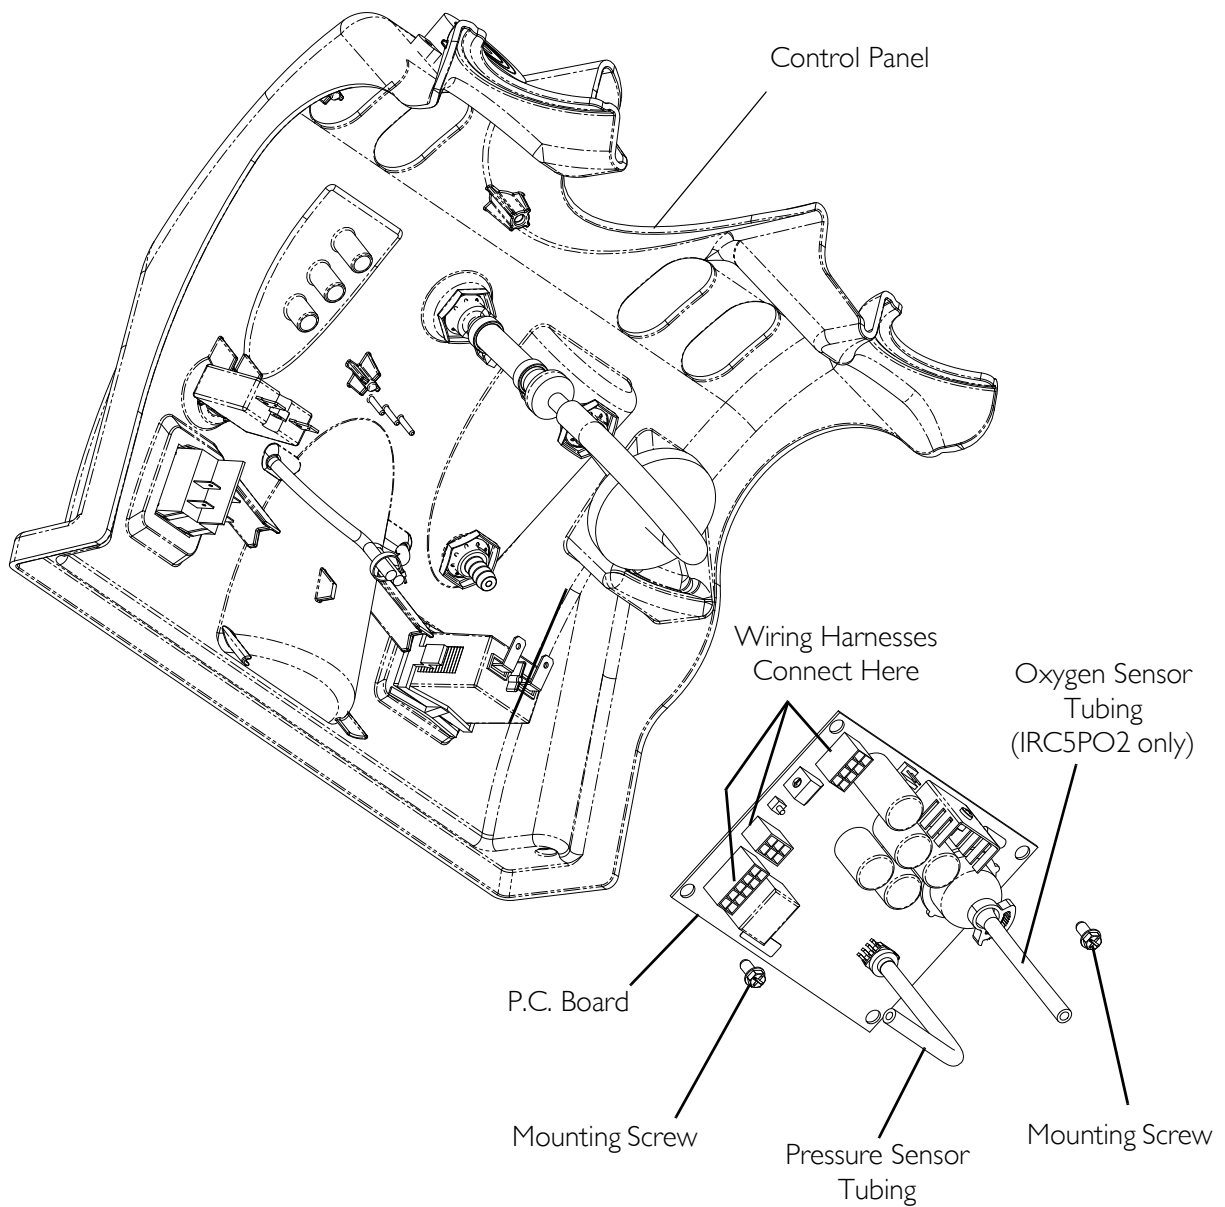 Control Panel
Wiring Harnesses
Connect Here
Oxygen Sensor
Tubing
(IRC5PO2 only)
P.C. Board
Mounting Screw
Pressure Sensor
Tubing
Mounting Screw